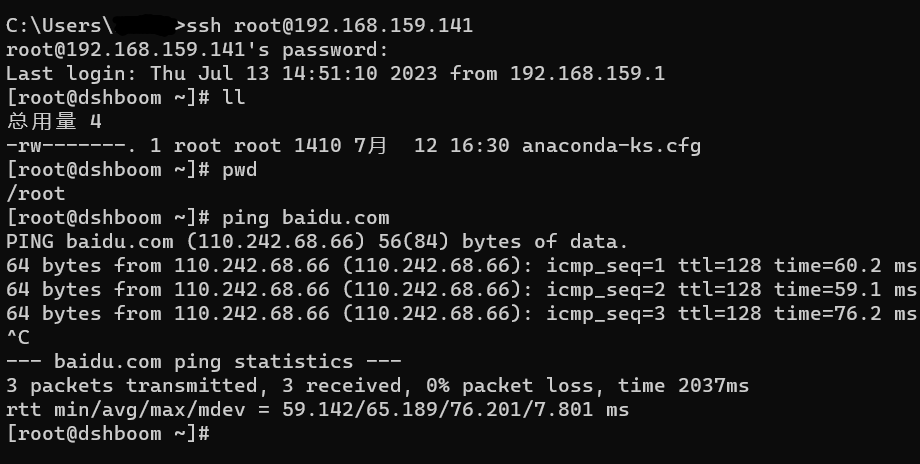 C:\Users\ >ssh root@192.168.159.141
root@192.168.159.141's password:
Last login: Thu Jul 13 14:51:10 2023 from 192.168.159.1
[root@dshboom ~]# ll
总用量 4
-rw-------. 1 root root 1410 7月  12 16:30 anaconda-ks.cfg
[root@dshboom ~]# pwd
/root
[root@dshboom ~]# ping baidu.com
PING baidu.com (110.242.68.66) 56(84) bytes of data.
64 bytes from 110.242.68.66 (110.242.68.66): icmp_seq=1 ttl=128 time=60.2 ms
64 bytes from 110.242.68.66 (110.242.68.66): icmp_seq=2 ttl=128 time=59.1 ms
64 bytes from 110.242.68.66 (110.242.68.66): icmp_seq=3 ttl=128 time=76.2 ms
^C
--- baidu.com ping statistics ---
3 packets transmitted, 3 received, 0% packet loss, time 2037ms
rtt min/avg/max/mdev = 59.142/65.189/76.201/7.801 ms
[root@dshboom ~]#